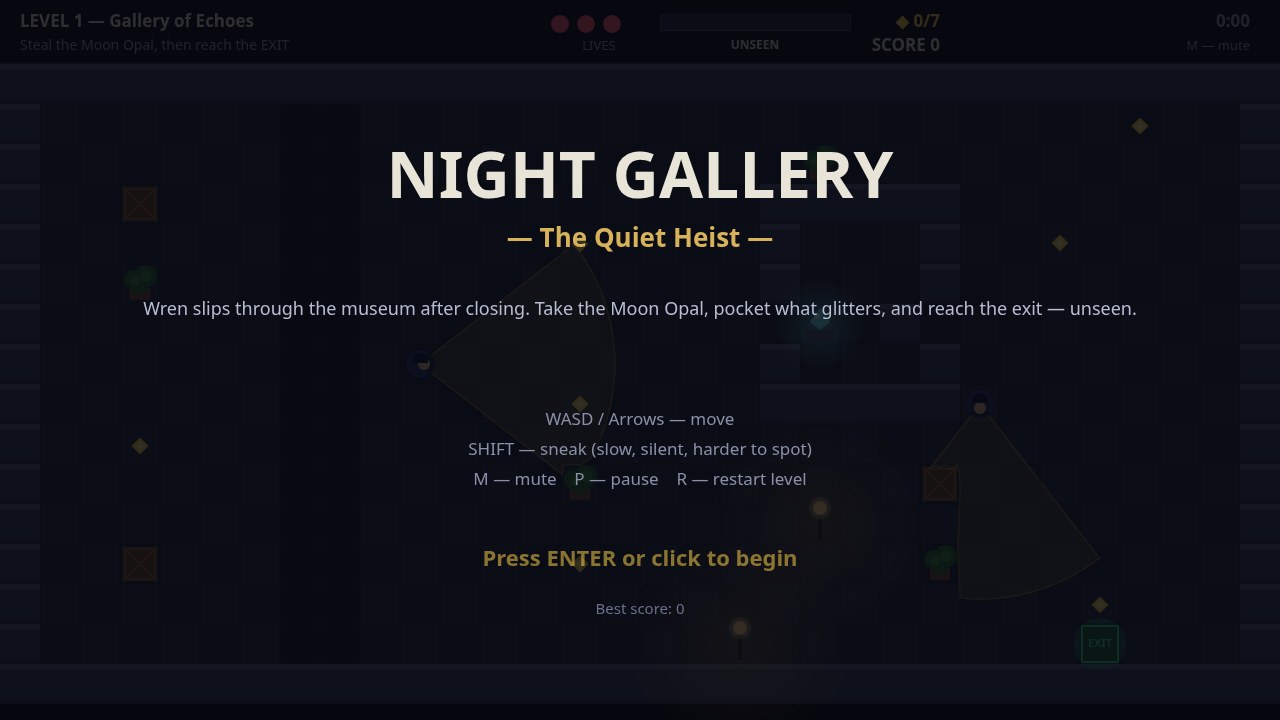 LEVEL 1 — Gallery of Echoes
Steal the Moon Opal, then reach the EXIT
LIVES
UNSEEN
◆ 0/7
SCORE 0
0:00
M — mute
NIGHT GALLERY
— The Quiet Heist —
Wren slips through the museum after closing. Take the Moon Opal, pocket what glitters, and reach the exit — unseen.
WASD / Arrows — move
SHIFT — sneak (slow, silent, harder to spot)
M — mute P — pause R — restart level
Press ENTER or click to begin
Best score: 0
EXIT